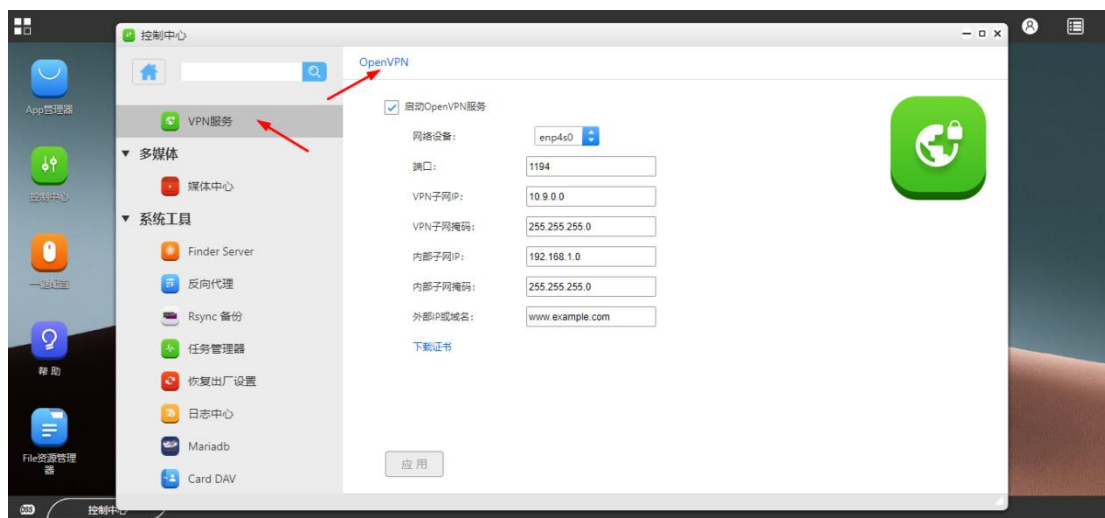 控制中心
OpenVPN
App管理器
控制中心
一键配置
帮助
File资源管理
器
VPN服务
▼ 多媒体
媒体中心
▼ 系统工具
Finder Server
反向代理
Rsync 备份
任务管理器
恢复出厂设置
日志中心
Mariadb
Card DAV
启动OpenVPN服务
网络设备： enp4s0
端口： 1194
VPN子网IP： 10.9.0.0
VPN子网掩码： 255.255.255.0
内部子网IP： 192.168.1.0
内部子网掩码： 255.255.255.0
外部IP或域名： www.example.com
下载证书
应用
控制中心